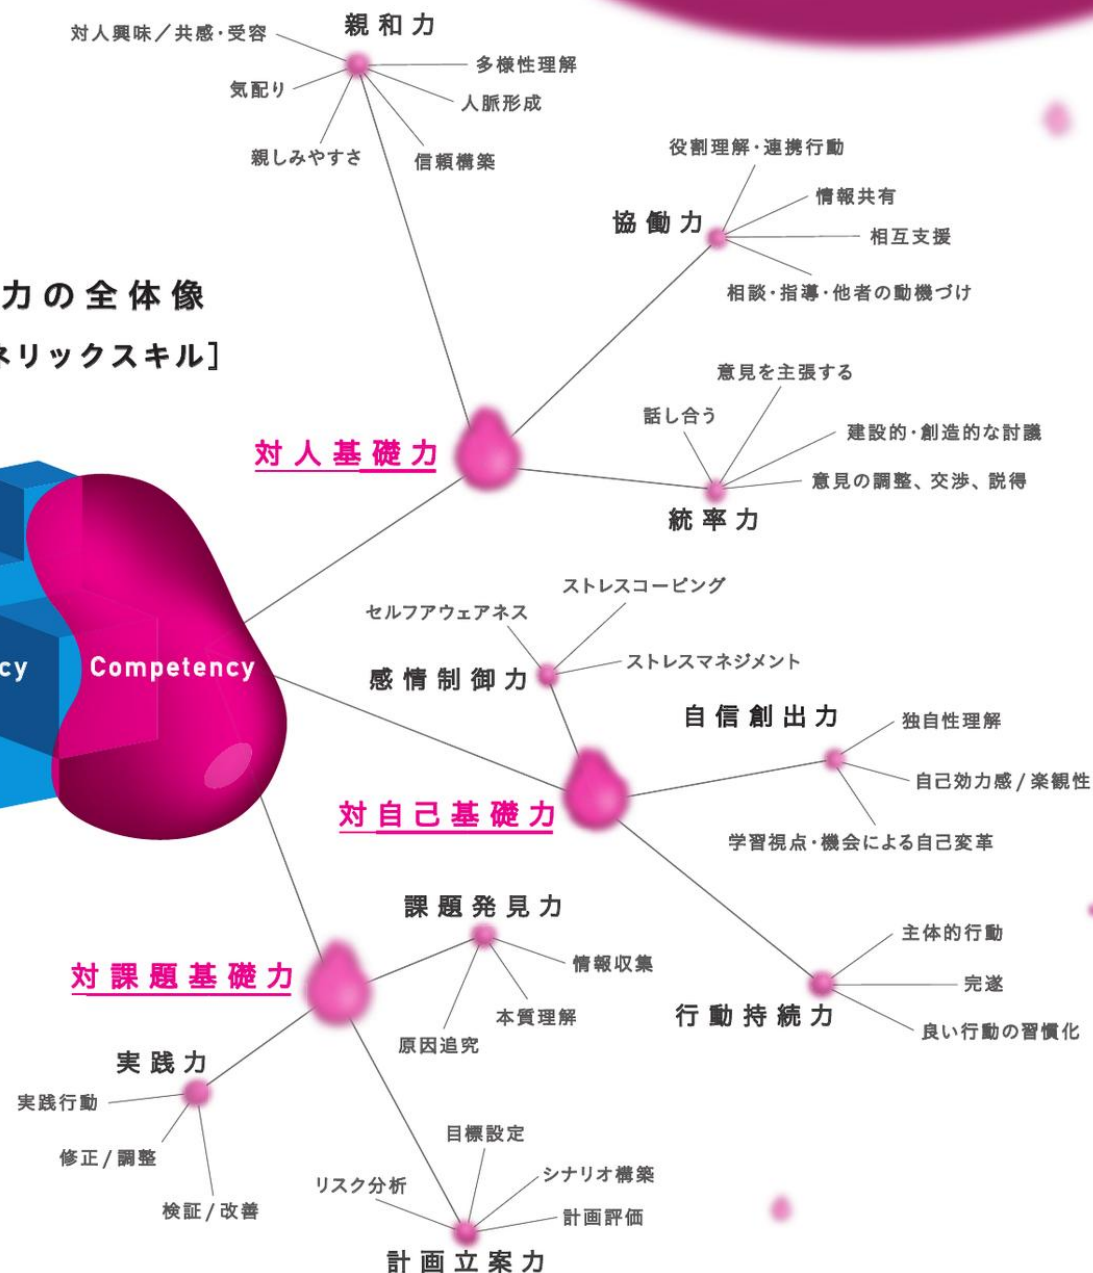 親和力
対人興味／共感・受容
多様性理解
気配り
人脈形成
親しみやすさ
信頼構築
役割理解・連携行動
情報共有
協働力
相互支援
相談・指導・他者の動機づけ
力の全体像
ネリックスキル］
意見を主張する
話し合う
建設的・創造的な討議
対人基礎力
意見の調整、交渉、説得
統率力
ストレスコーピング
セルフアウェアネス
ストレスマネジメント
感情制御力
cy
Competency
自信創出力
独自性理解
自己効力感/楽観性
対自己基礎力
学習視点・機会による自己変革
課題発見力
情報収集
本質理解
原因追究
対課題基礎力
主体的行動
完遂
行動持続力
良い行動の習慣化
実践力
実践行動
修正/調整
検証/改善
目標設定
シナリオ構築
リスク分析
計画評価
計画立案力